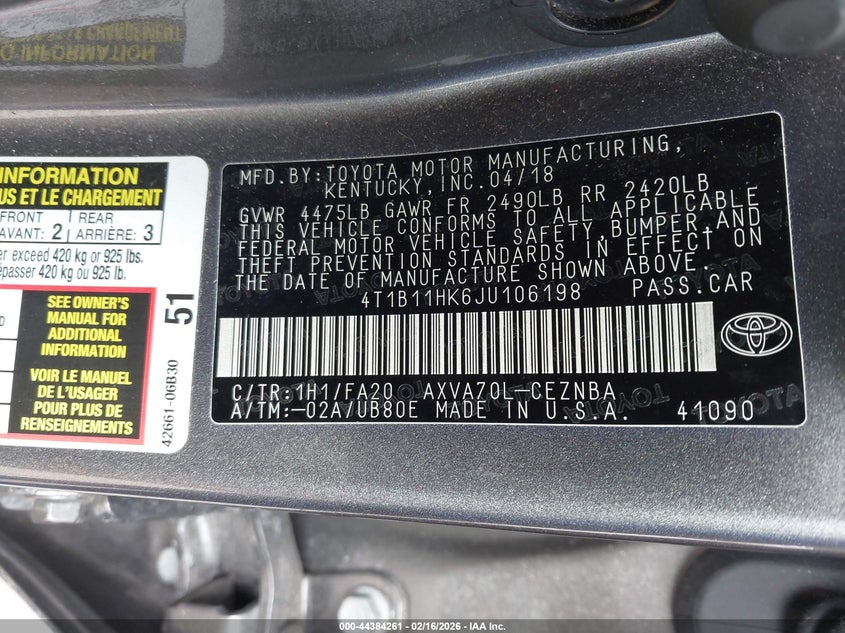 INFORMATION
US ET LE CHARGEMENT
FRONT
AVANT: 2
REAR
ARRIÈRE: 3
er exceed 420 kg or 925 lbs.
épasser 420 kg ou 925 lb.
SEE OWNER'S
MANUAL FOR
ADDITIONAL
INFORMATION
VOIR LE MANUEL
DE L'USAGER
POUR PLUS DE
RENSEIGNEMENTS
51
42661-06B30
MFD. BY: TOYOTA MOTOR MANUFACTURING,
KENTUCKY, INC. 04/18
GVWR 4475LB GAWR FR 2490LB RR 2420LB
THIS VEHICLE CONFORMS TO ALL APPLICABLE
FEDERAL MOTOR VEHICLE SAFETY, BUMPER, AND
THEFT PREVENTION STANDARDS IN EFFECT ON
THE DATE OF MANUFACTURE SHOWN ABOVE.
4T1B11HK6JU106198 PASS.CAR
C/TR: 1H1/FA20 AXVA70L-CEZNBA
A/TM: -02A/UB80E MADE IN U.S.A. 41090
TOYOTA
000-44384261 - 02/16/2026 - IAA Inc.